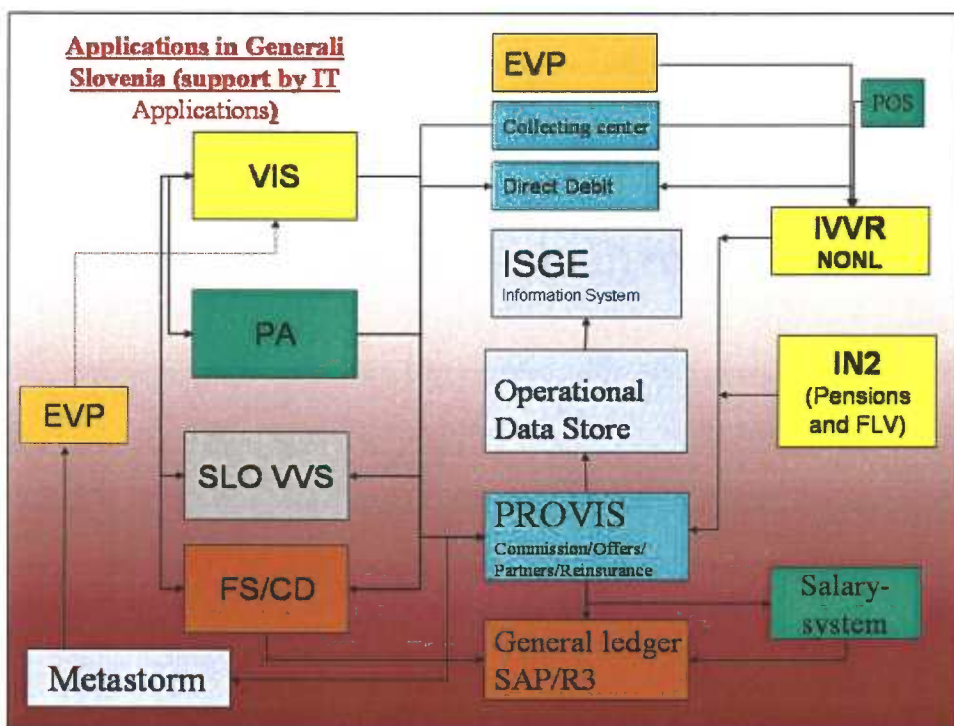 Applications in Generali
Slovenia (support by IT
Applications)
EVP
Collecting center
POS
VIS
Direct Debit
IVVR
NONL
ISGE
Information System
PA
IN2
(Pensions
and FLV)
Operational
Data Store
EVP
SLO VVS
PROVIS
Commission/Offers/
Partners/Reinsurance
FS/CD
Salary-
system
General ledger
SAP/R3
Metastorm